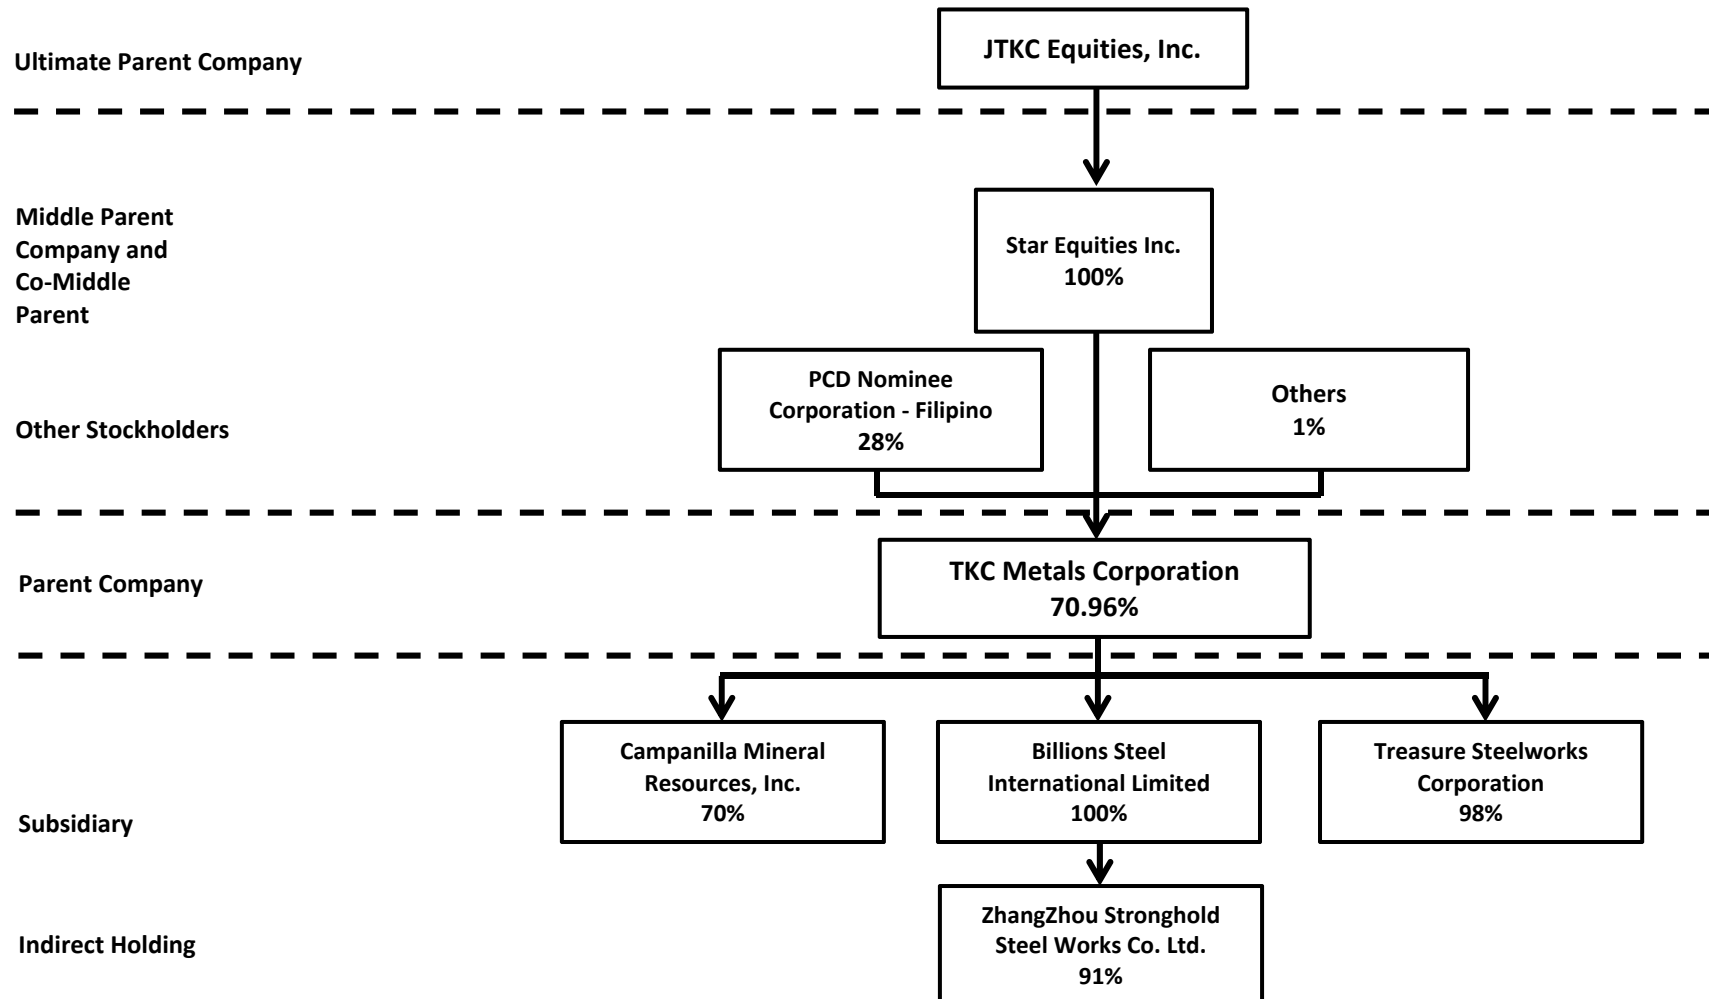 JTKC Equities, Inc.
Ultimate Parent Company
Middle Parent
Company and
Co-Middle
Parent
Star Equities Inc.
100%
PCD Nominee
Corporation - Filipino
28%
Others
1%
Other Stockholders
TKC Metals Corporation
70.96%
Parent Company
Campanilla Mineral
Resources, Inc.
70%
Billions Steel
International Limited
100%
Treasure Steelworks
Corporation
98%
Subsidiary
ZhangZhou Stronghold
Steel Works Co. Ltd.
91%
Indirect Holding